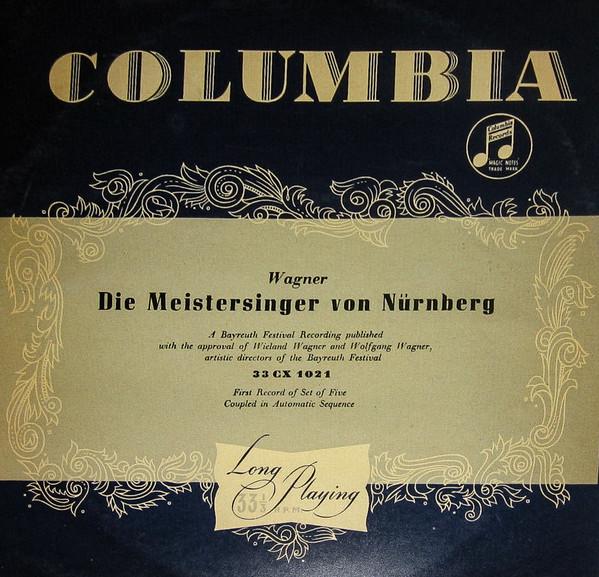 COLUMBIA
Columbia
Records
MAGIC NOTES
TRADE MARK
Wagner
Die Meistersinger von Nürnberg
A Bayreuth Festival Recording published
with the approval of Wieland Wagner and Wolfgang Wagner,
artistic directors of the Bayreuth Festival
33 CX 1021
First Record of Set of Five
Coupled in Automatic Sequence
Long Playing
33 1/3 R.P.M.